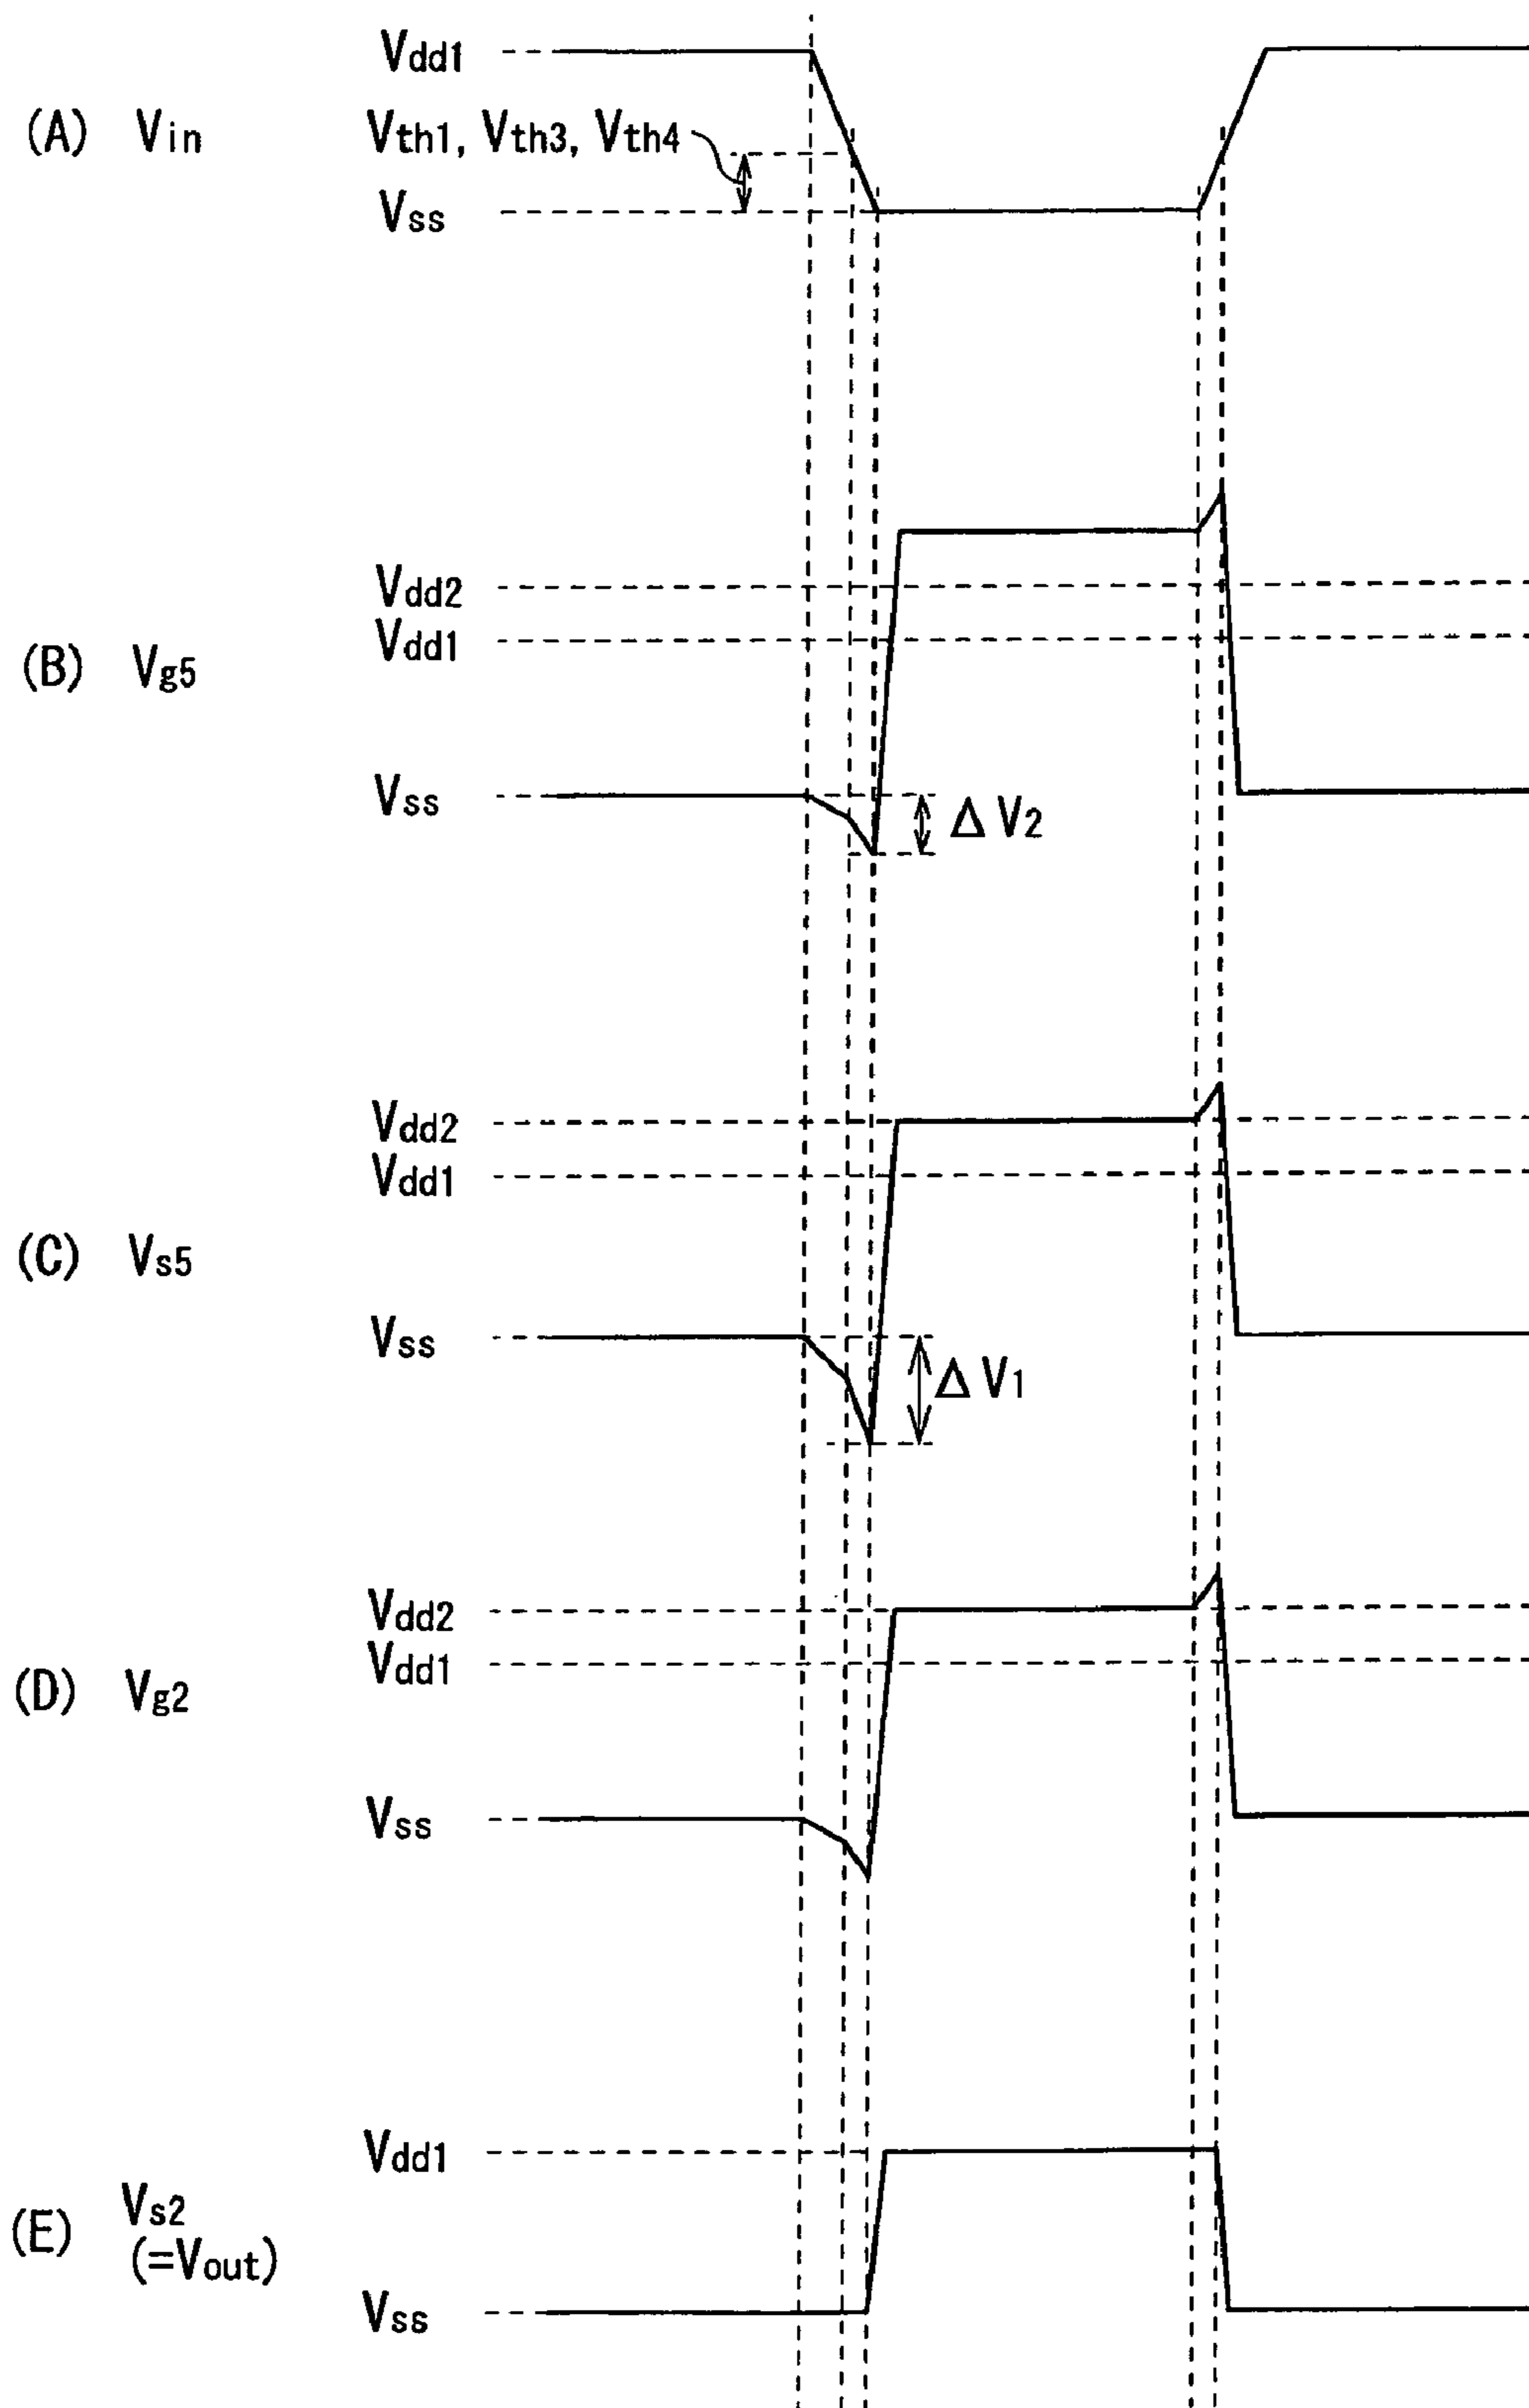 Vdd1
(A) Vin
Vth1, Vth3, Vth4
Vss
Vdd2
Vdd1
(B) Vg5
Vss
ΔV2
Vdd2
Vdd1
(C) Vs5
Vss
ΔV1
Vdd2
Vdd1
(D) Vg2
Vss
Vdd1
(E) Vs2
(=Vout)
Vss